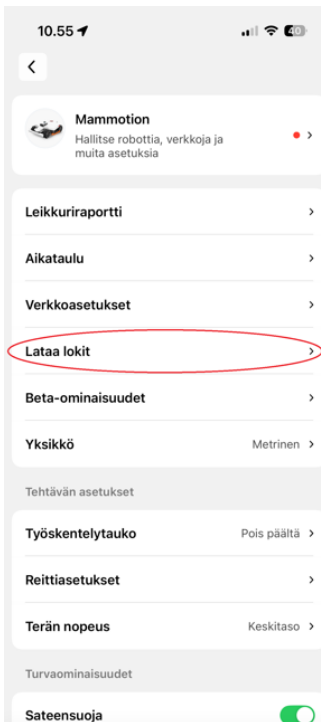 10.55
40
Mammotion
Hallitse robottia, verkkoja ja
muita asetuksia
Leikkuriraportti
Aikataulu
Verkkoasetukset
Lataa lokit
Beta-ominaisuudet
Yksikkö Metrinen
Tehtävän asetukset
Työskentelytauko Pois päältä
Reittiasetukset
Terän nopeus Keskitaso
Turvaominaisuudet
Sateensuoja